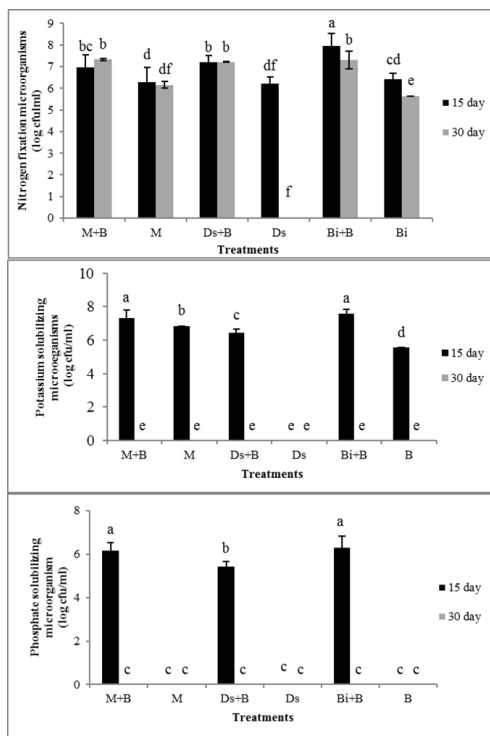 Nitrogen fixation microorganisms
(log cfu/ml)
9
8
7
6
5
4
3
2
1
0
bc b
d df
b b
df f
a b
cd e
15 day
30 day
M+B M Ds+B Ds Bi+B Bi
Treatments
Potassium solubilizing
microoeganisms
(log cfu/ml)
10
8
6
4
2
0
a e
b e
c e
e e
a e
d e
15 day
30 day
M+B M Ds+B Ds Bi+B B
Treatments
Phosphate solubilizing
microorganism
(log cfu/ml)
8
6
4
2
0
a c
c c
b c
c c
a c
c c
15 day
30 day
M+B M Ds+B Ds Bi+B B
Treatments